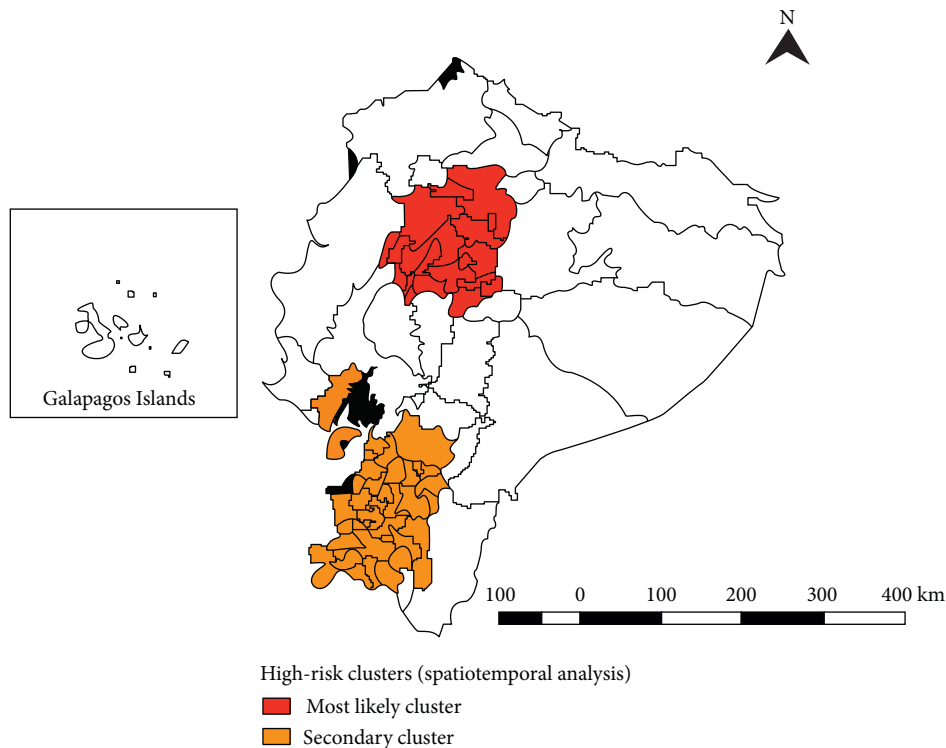 N
Galapagos Islands
100 0 100 200 300 400 km
High-risk clusters (spatiotemporal analysis)
Most likely cluster
Secondary cluster